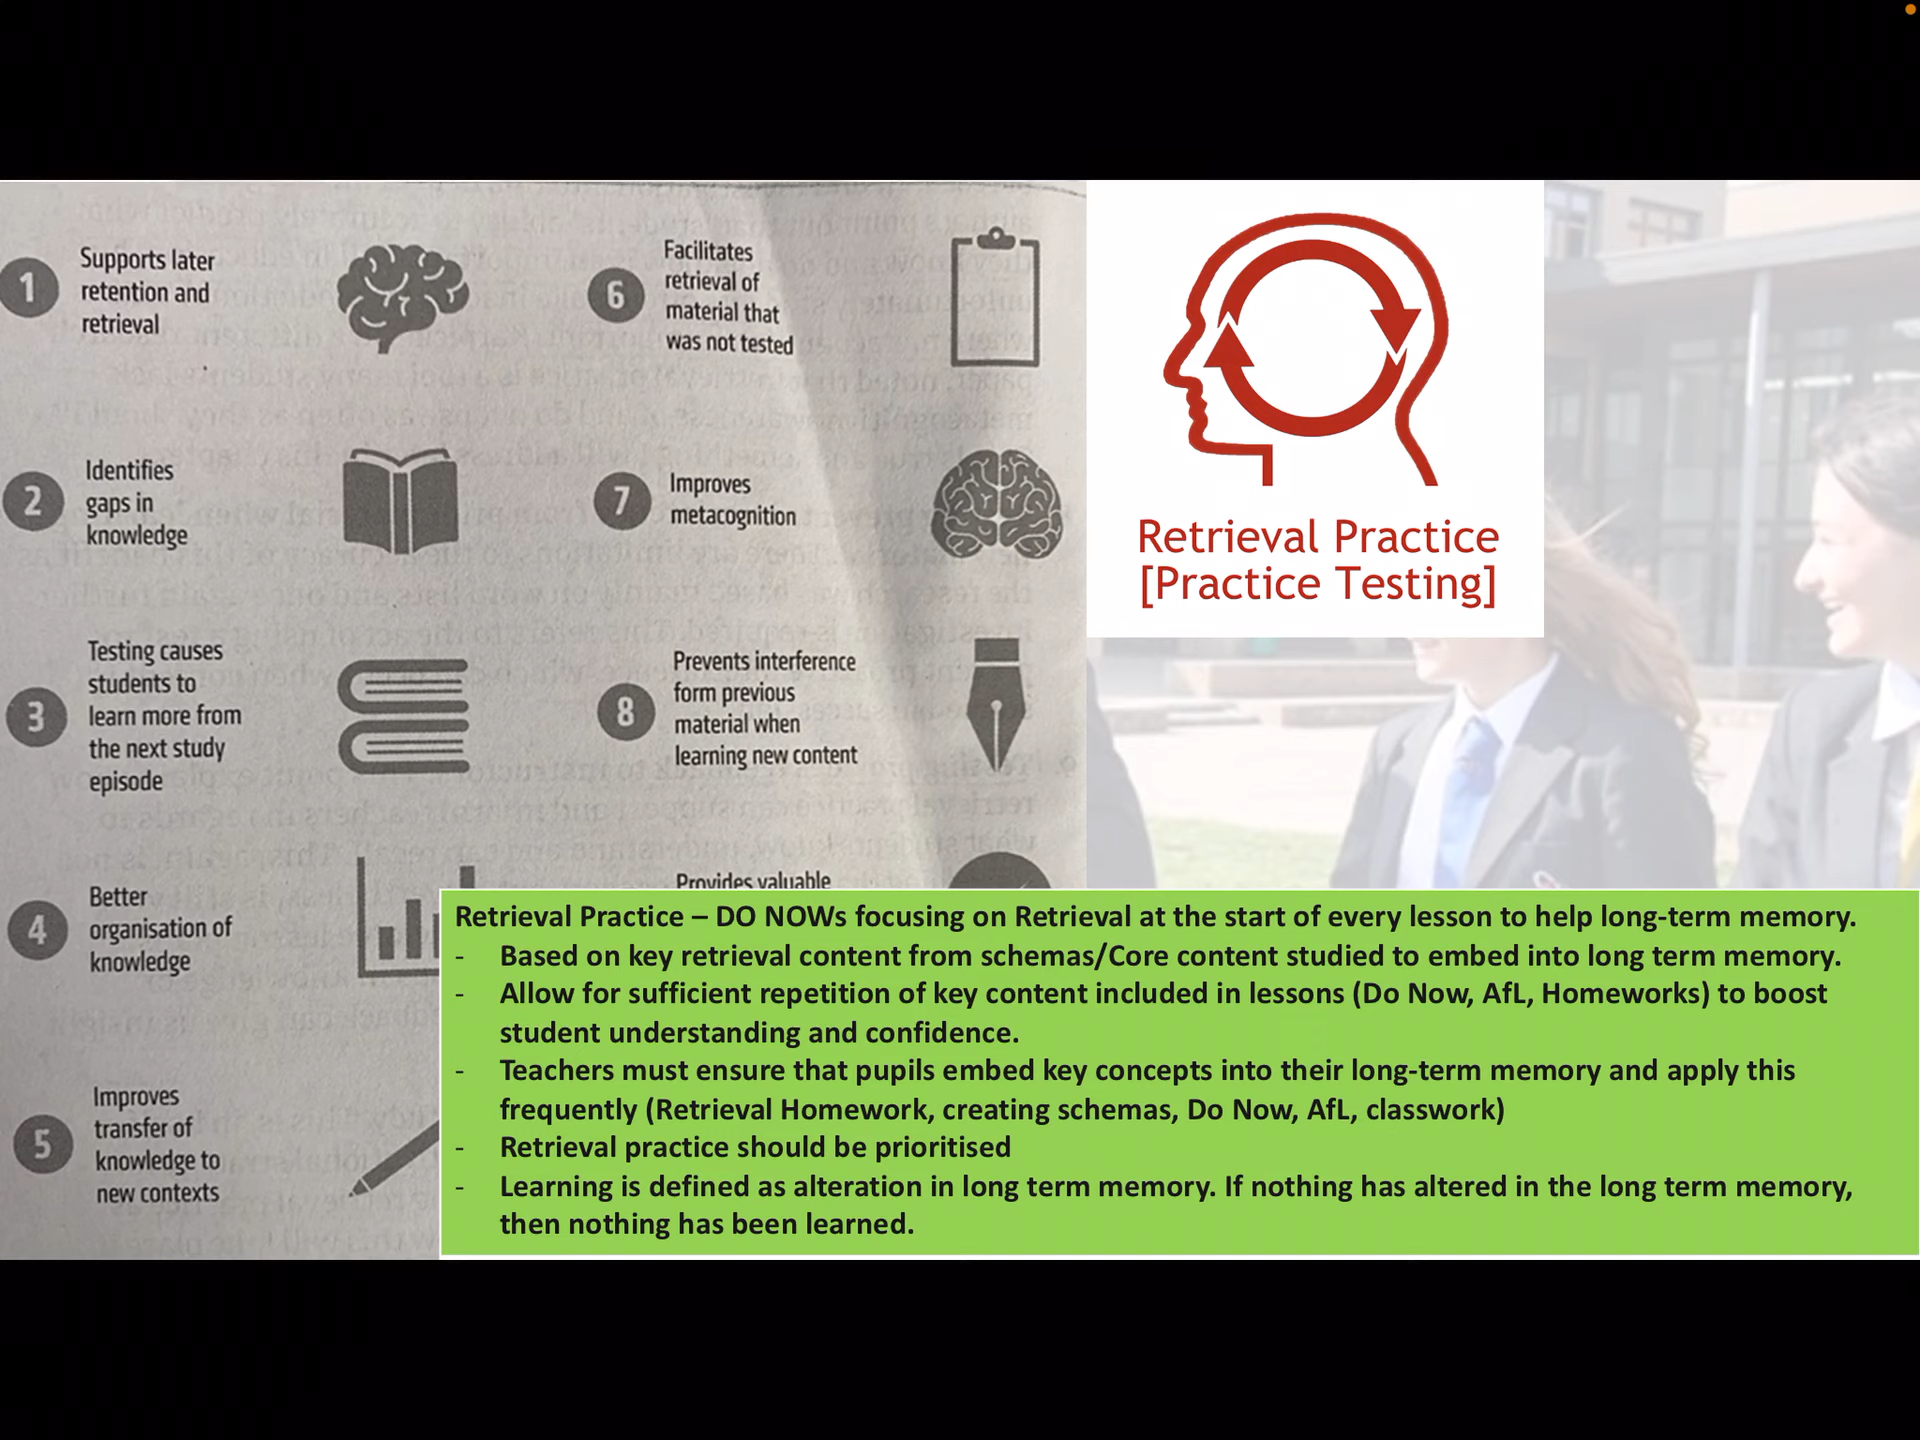 1
Supports later
retention and
retrieval
2
Identifies
gaps in
knowledge
3
Testing causes
students to
learn more from
the next study
episode
4
Better
organisation of
knowledge
5
Improves
transfer of
knowledge to
new contexts
6
Facilitates
retrieval of
material that
was not tested
7
Improves
metacognition
8
Prevents interference
form previous
material when
learning new content
Provides valuable
Retrieval Practice
[Practice Testing]
Retrieval Practice – DO NOWs focusing on Retrieval at the start of every lesson to help long-term memory.
- Based on key retrieval content from schemas/Core content studied to embed into long term memory.
- Allow for sufficient repetition of key content included in lessons (Do Now, AfL, Homeworks) to boost
student understanding and confidence.
- Teachers must ensure that pupils embed key concepts into their long-term memory and apply this
frequently (Retrieval Homework, creating schemas, Do Now, AfL, classwork)
- Retrieval practice should be prioritised
- Learning is defined as alteration in long term memory. If nothing has altered in the long term memory,
then nothing has been learned.